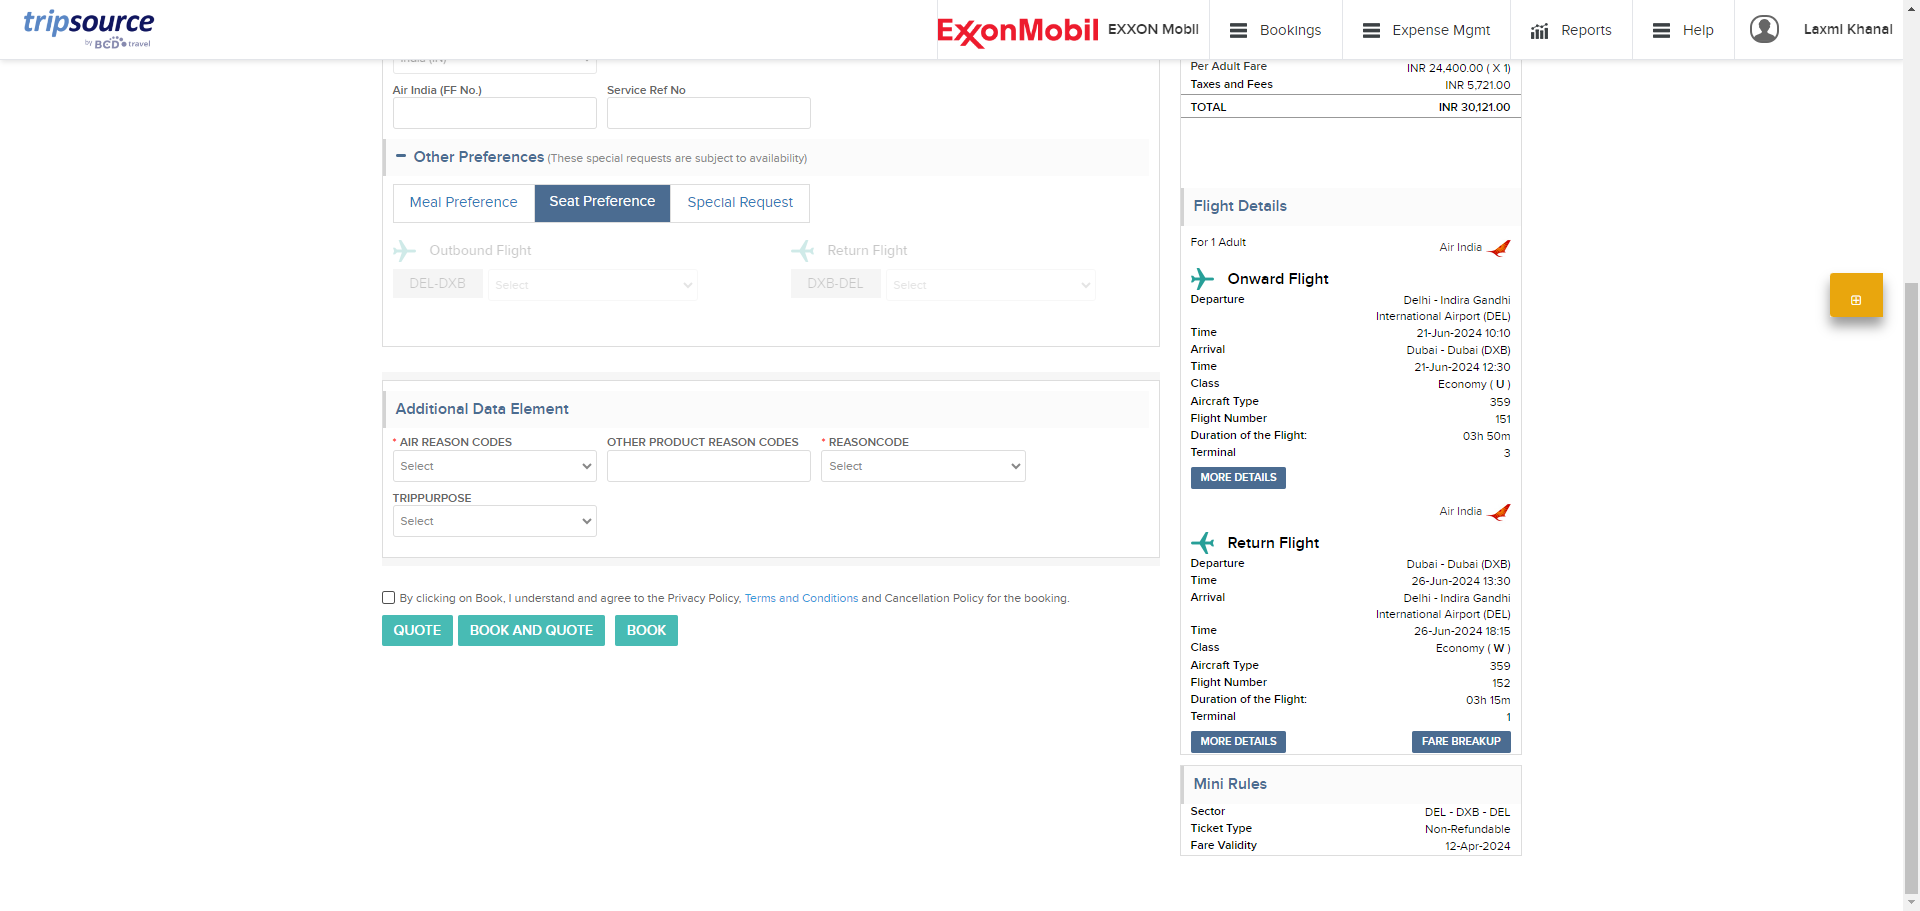 tripsource
by BCD travel
ExxonMobil
EXXON Mobil
Bookings
Expense Mgmt
Reports
Help
Laxmi Khanal
India (IN)
Air India (FF No.)
Service Ref No
Other Preferences (These special requests are subject to availability)
Meal Preference
Seat Preference
Special Request
Outbound Flight
Return Flight
DEL-DXB
Select
DXB-DEL
Select
Additional Data Element
* AIR REASON CODES
OTHER PRODUCT REASON CODES
* REASONCODE
Select
Select
TRIPPURPOSE
Select
By clicking on Book, I understand and agree to the Privacy Policy, Terms and Conditions and Cancellation Policy for the booking.
QUOTE
BOOK AND QUOTE
BOOK
Per Adult Fare INR 24,400.00 ( X 1)
Taxes and Fees INR 5,721.00
TOTAL INR 30,121.00
Flight Details
For 1 Adult Air India
Onward Flight
Departure Delhi - Indira Gandhi
International Airport (DEL)
Time 21-Jun-2024 10:10
Arrival Dubai - Dubai (DXB)
Time 21-Jun-2024 12:30
Class Economy ( U )
Aircraft Type 359
Flight Number 151
Duration of the Flight: 03h 50m
Terminal 3
MORE DETAILS
Air India
Return Flight
Departure Dubai - Dubai (DXB)
Time 26-Jun-2024 13:30
Arrival Delhi - Indira Gandhi
International Airport (DEL)
Time 26-Jun-2024 18:15
Class Economy ( W )
Aircraft Type 359
Flight Number 152
Duration of the Flight: 03h 15m
Terminal 1
MORE DETAILS
FARE BREAKUP
Mini Rules
Sector DEL - DXB - DEL
Ticket Type Non-Refundable
Fare Validity 12-Apr-2024